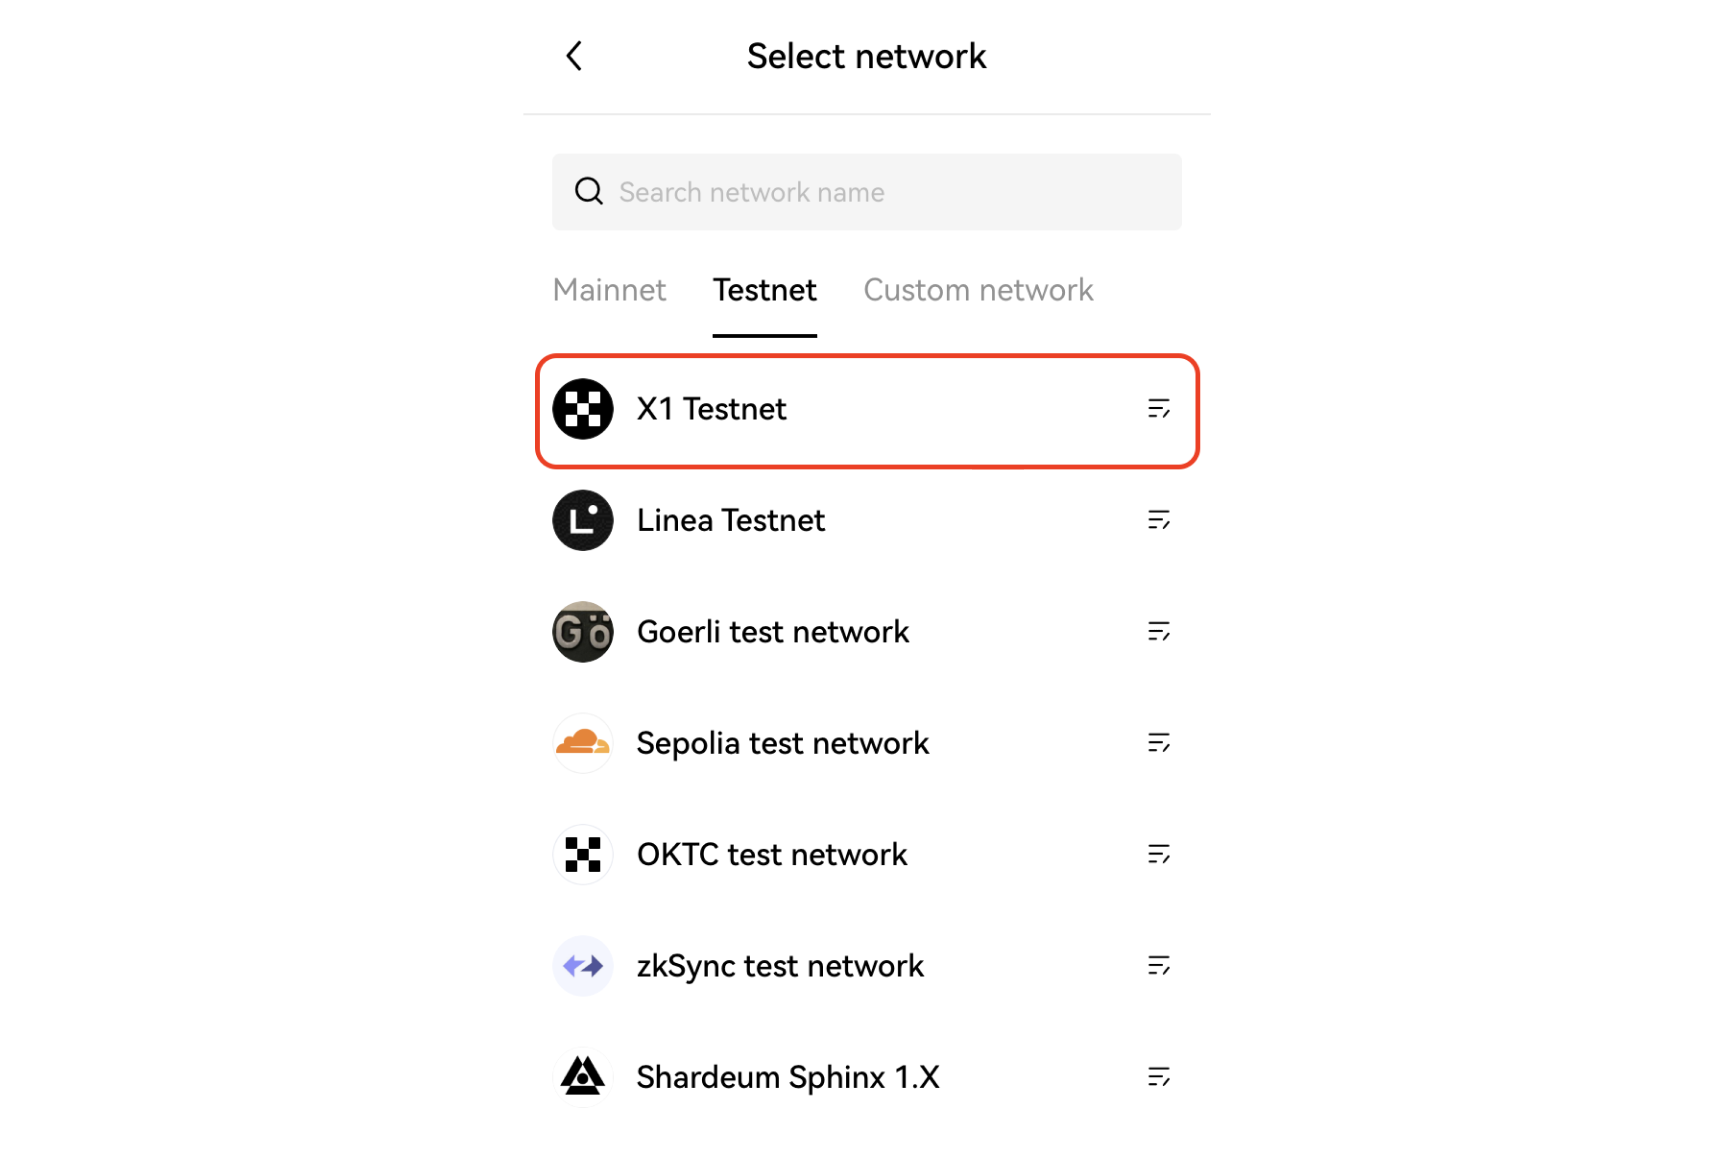 Select network
Search network name
Mainnet Testnet Custom network
X1 Testnet
L Linea Testnet
Gö Goerli test network
Sepolia test network
OKTC test network
zkSync test network
Shardeum Sphinx 1.X